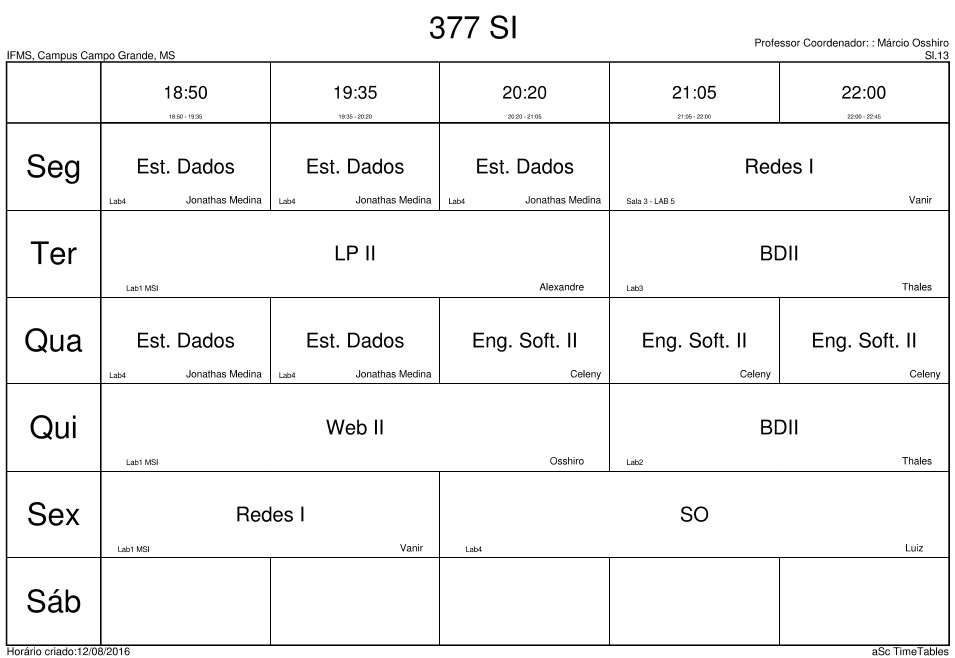 377 SI
Professor Coordenador: : Márcio Osshiro
IFMS, Campus Campo Grande, MS
SI.13
18:50 19:35 20:20 21:05 22:00
18:50 - 19:35 19:35 - 20:20 20:20 - 21:05 21:05 - 22:00 22:00 - 22:45
Seg Est. Dados Est. Dados Est. Dados Redes I
Lab4 Jonathas Medina Lab4 Jonathas Medina Lab4 Jonathas Medina Sala 3 - LAB 5 Vanir
Ter LP II BDII
Lab1 MSI Alexandre Lab3 Thales
Qua Est. Dados Est. Dados Eng. Soft. II Eng. Soft. II Eng. Soft. II
Lab4 Jonathas Medina Lab4 Jonathas Medina Celeny Celeny Celeny
Qui Web II BDII
Lab1 MSI Osshiro Lab2 Thales
Sex Redes I SO
Lab1 MSI Vanir Lab4 Luiz
Sáb
Horário criado:12/08/2016 aSc TimeTables